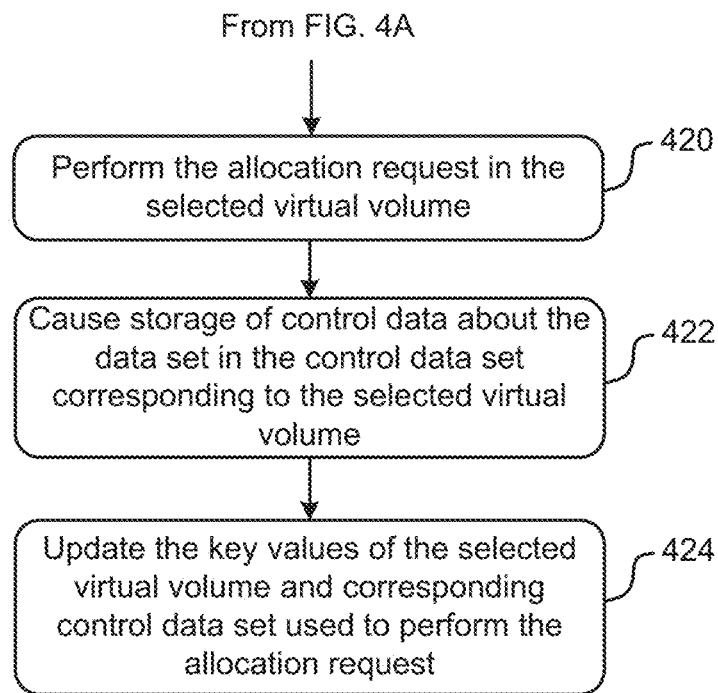 From FIG. 4A
420
Perform the allocation request in the
selected virtual volume
422
Cause storage of control data about the
data set in the control data set
corresponding to the selected virtual
volume
424
Update the key values of the selected
virtual volume and corresponding
control data set used to perform the
allocation request